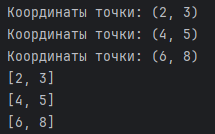 Координаты точки: (2, 3)
Координаты точки: (4, 5)
Координаты точки: (6, 8)
[2, 3]
[4, 5]
[6, 8]